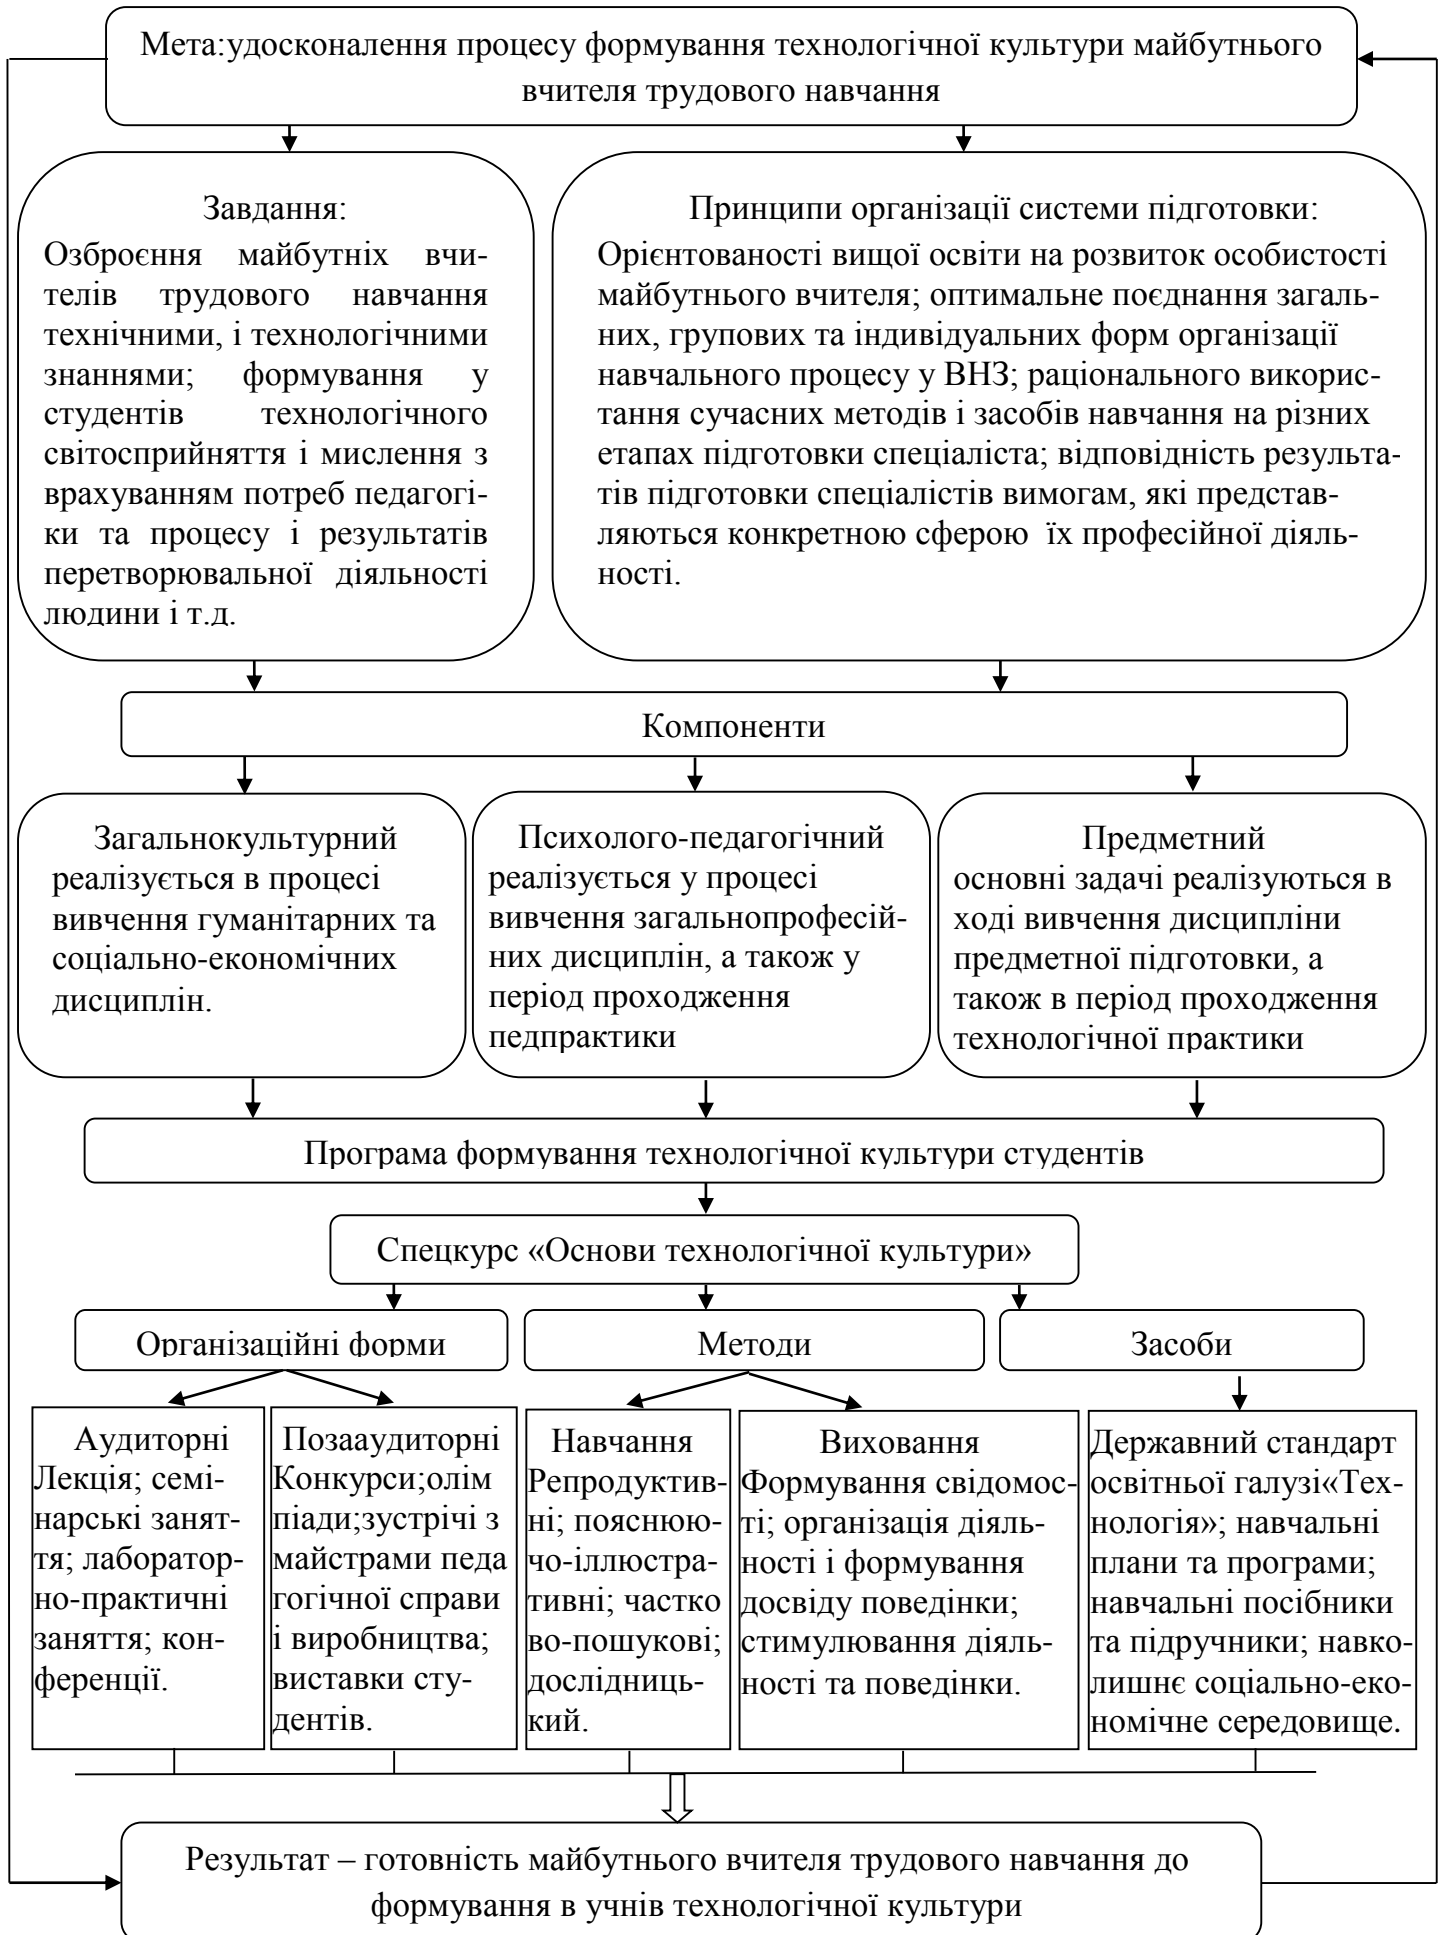 Мета:удосконалення процесу формування технологічної культури майбутнього
вчителя трудового навчання
Завдання:
Озброєння майбутніх вчи-
телів трудового навчання
технічними, і технологічними
знаннями; формування у
студентів технологічного
світосприйняття і мислення з
врахуванням потреб педагогі-
ки та процесу і результатів
перетворювальної діяльності
людини і т.д.
Принципи організації системи підготовки:
Орієнтованості вищої освіти на розвиток особистості
майбутнього вчителя; оптимальне поєднання загаль-
них, групових та індивідуальних форм організації
навчального процесу у ВНЗ; раціонального викорис-
тання сучасних методів і засобів навчання на різних
етапах підготовки спеціаліста; відповідність результа-
тів підготовки спеціалістів вимогам, які представ-
ляються конкретною сферою їх професійної діяль-
ності.
Компоненти
Загальнокультурний
реалізується в процесі
вивчення гуманітарних та
соціально-економічних
дисциплін.
Психолого-педагогічний
реалізується у процесі
вивчення загальнопрофесій-
них дисциплін, а також у
період проходження
педпрактики
Предметний
основні задачі реалізуються в
ході вивчення дисципліни
предметної підготовки, а
також в період проходження
технологічної практики
Програма формування технологічної культури студентів
Спецкурс «Основи технологічної культури»
Організаційні форми
Методи
Засоби
Аудиторні
Лекція; семі-
нарські занят-
тя; лаборатор-
но-практичні
заняття; кон-
ференції.
Позааудиторні
Конкурси;олім
піади;зустрічі з
майстрами педа
гогічної справи
і виробництва;
виставки сту-
дентів.
Навчання
Репродуктив-
ні; пояснюю-
чо-іллюстра-
тивні; частко
во-пошукові;
дослідниць-
кий.
Виховання
Формування свідомос-
ті; організація діяль-
ності і формування
досвіду поведінки;
стимулювання діяль-
ності та поведінки.
Державний стандарт
освітньої галузі«Тех-
нологія»; навчальні
плани та програми;
навчальні посібники
та підручники; навко-
лишнє соціально-еко-
номічне середовище.
Результат – готовність майбутнього вчителя трудового навчання до
формування в учнів технологічної культури